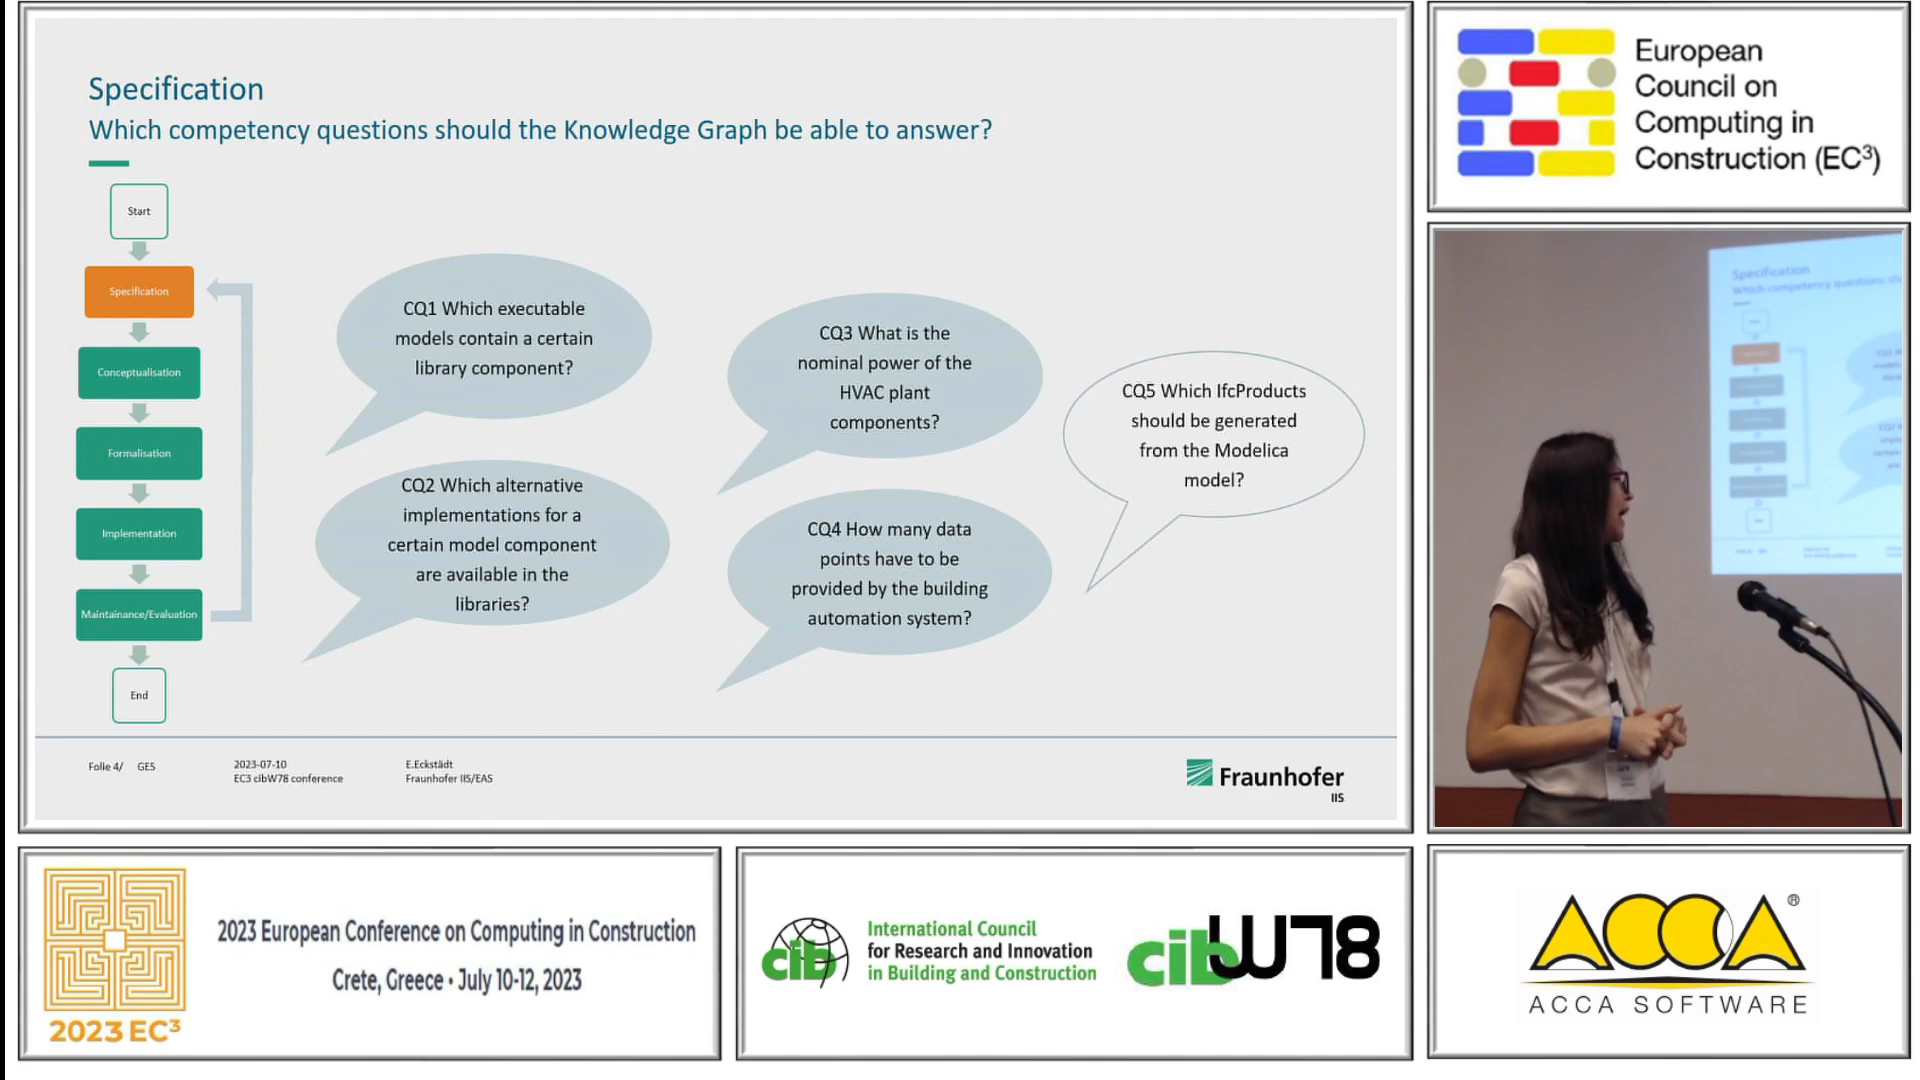 Specification
Which competency questions should the Knowledge Graph be able to answer?
Start
Specification
Conceptualisation
Formalisation
Implementation
Maintainance/Evaluation
End
CQ1 Which executable
models contain a certain
library component?
CQ2 Which alternative
implementations for a
certain model component
are available in the
libraries?
CQ3 What is the
nominal power of the
HVAC plant
components?
CQ4 How many data
points have to be
provided by the building
automation system?
CQ5 Which IfcProducts
should be generated
from the Modelica
model?
Folie 4/ GES
2023-07-10
EC3 cibW78 conference
E.Eckstädt
Fraunhofer IIS/EAS
Fraunhofer
IIS
European
Council on
Computing in
Construction (EC³)
Specification
Which competency questions
2023 EC³
2023 European Conference on Computing in Construction
Crete, Greece • July 10-12, 2023
cib
International Council
for Research and Innovation
in Building and Construction
cibW78
ACCA ®
ACCA SOFTWARE